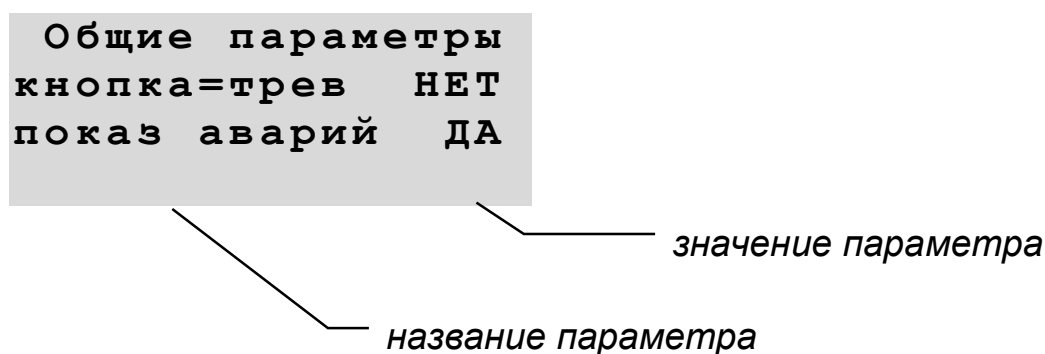 Общие параметры
кнопка=трев НЕТ
показ аварий ДА
значение параметра
название параметра